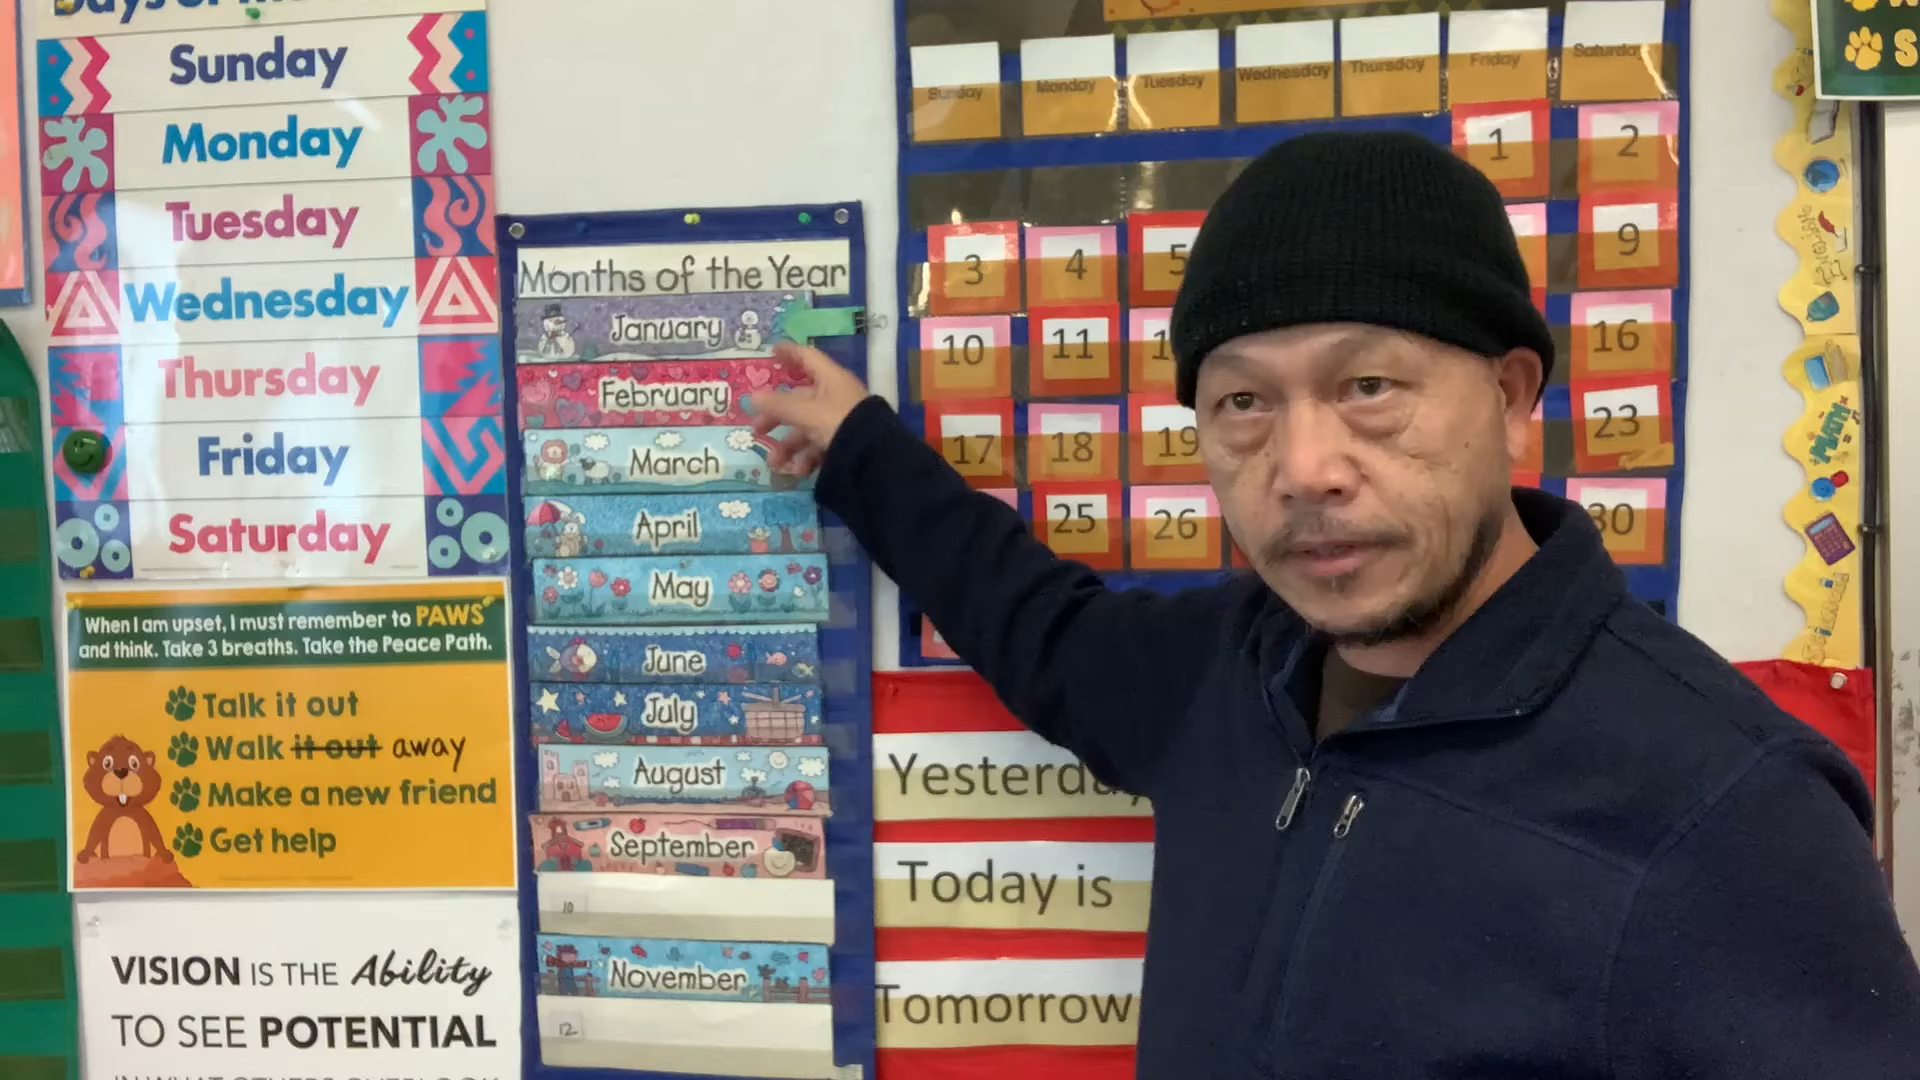 Sunday
Monday
Tuesday
Wednesday
Thursday
Friday
Saturday
When I am upset, I must remember to PAWS
and think. Take 3 breaths. Take the Peace Path.
Talk it out
Walk it out away
Make a new friend
Get help
VISION IS THE Ability
TO SEE POTENTIAL
Months of the Year
January
February
March
April
May
June
July
August
September
10
November
12
Sunday Monday Tuesday Wednesday Thursday Friday Saturday
1 2
3 4 5 9
10 11 16
17 18 19 23
25 26 30
Today is
Tomorrow
English
MATH
Science